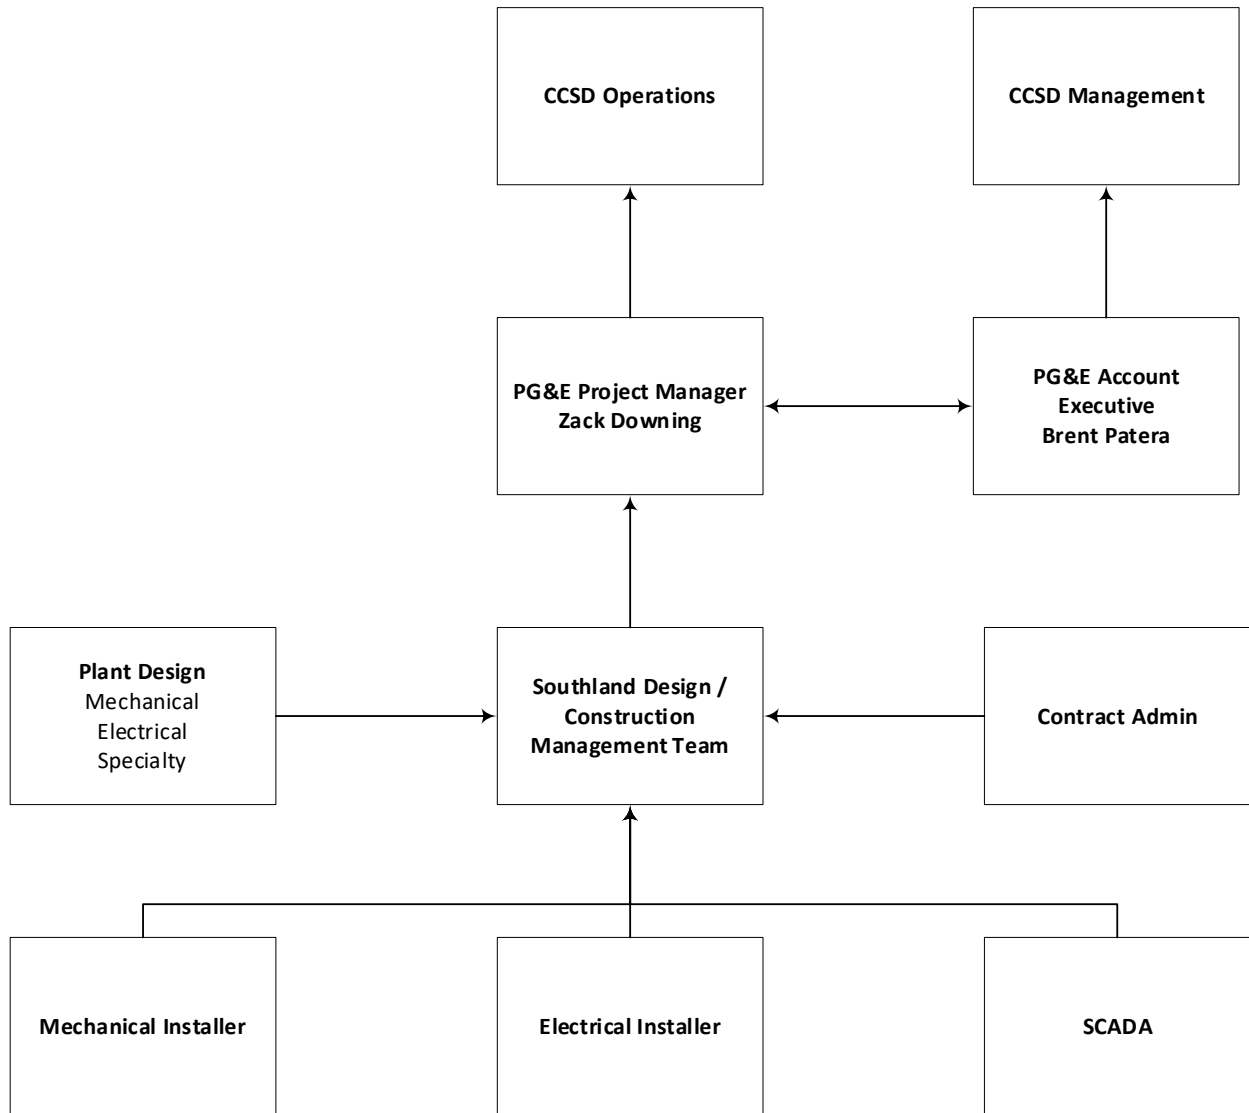 CCSD Operations
CCSD Management
PG&E Project Manager
Zack Downing
PG&E Account
Executive
Brent Patera
Plant Design
Mechanical
Electrical
Specialty
Southland Design /
Construction
Management Team
Contract Admin
Mechanical Installer
Electrical Installer
SCADA